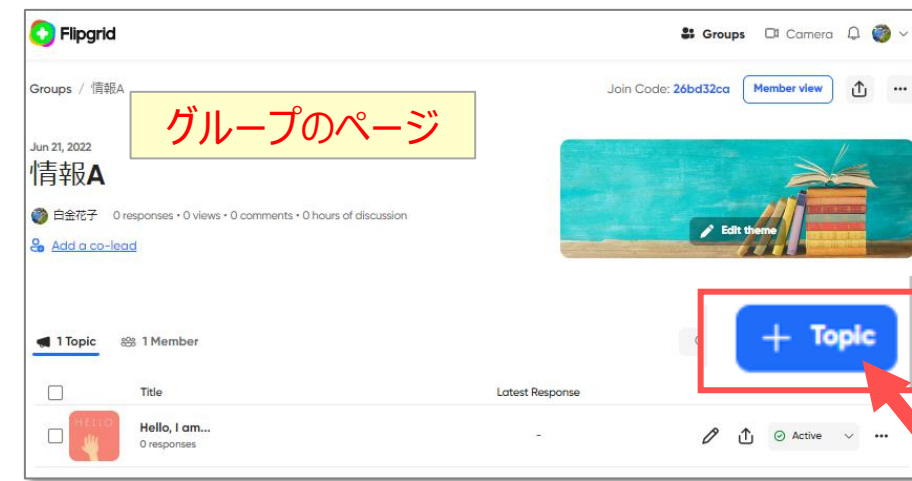 Flipgrid
Groups Camera
Groups / 情報A
Join Code: 26bd32ca Member view
グループのページ
Jun 21, 2022
情報A
白金花子 0 responses • 0 views • 0 comments • 0 hours of discussion
Add a co-lead
Edit theme
1 Topic 1 Member
+ Topic
Title Latest Response
HELLO
Hello, I am...
0 responses
-
Active